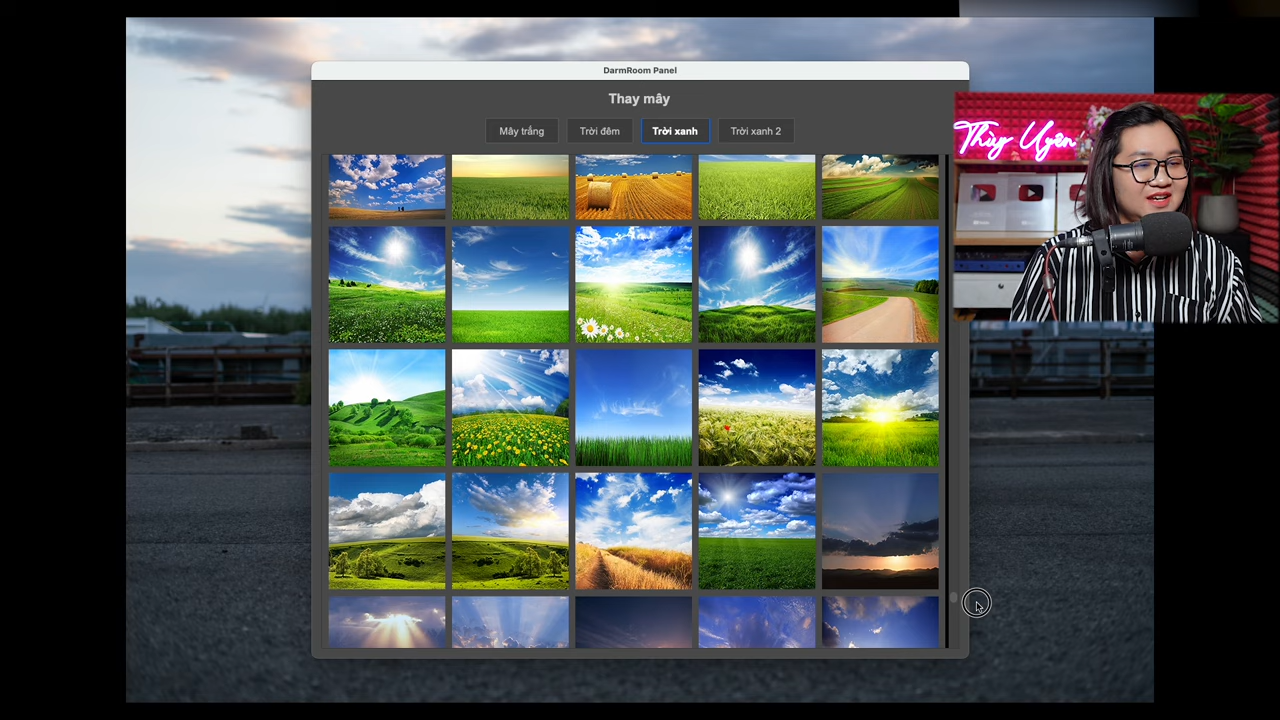 DarmRoom Panel
Thay mây
Mây trắng
Trời đêm
Trời xanh
Trời xanh 2
Thùy Uyên